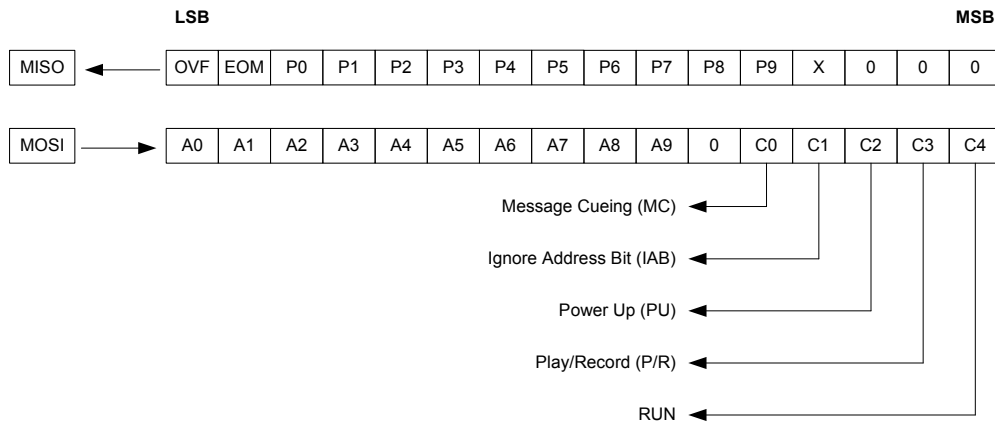 LSB MSB
MISO OVF EOM P0 P1 P2 P3 P4 P5 P6 P7 P8 P9 X 0 0 0
MOSI A0 A1 A2 A3 A4 A5 A6 A7 A8 A9 0 C0 C1 C2 C3 C4
Message Cueing (MC)
Ignore Address Bit (IAB)
Power Up (PU)
Play/Record (P/R)
RUN